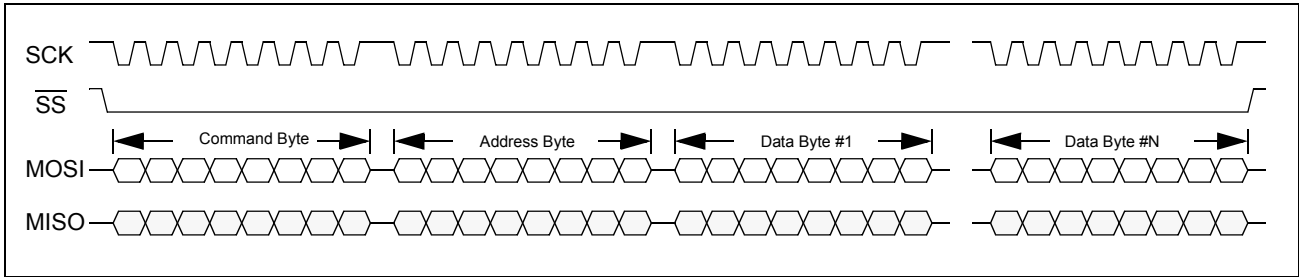 SCK
SS
Command Byte Address Byte Data Byte #1 Data Byte #N
MOSI
MISO